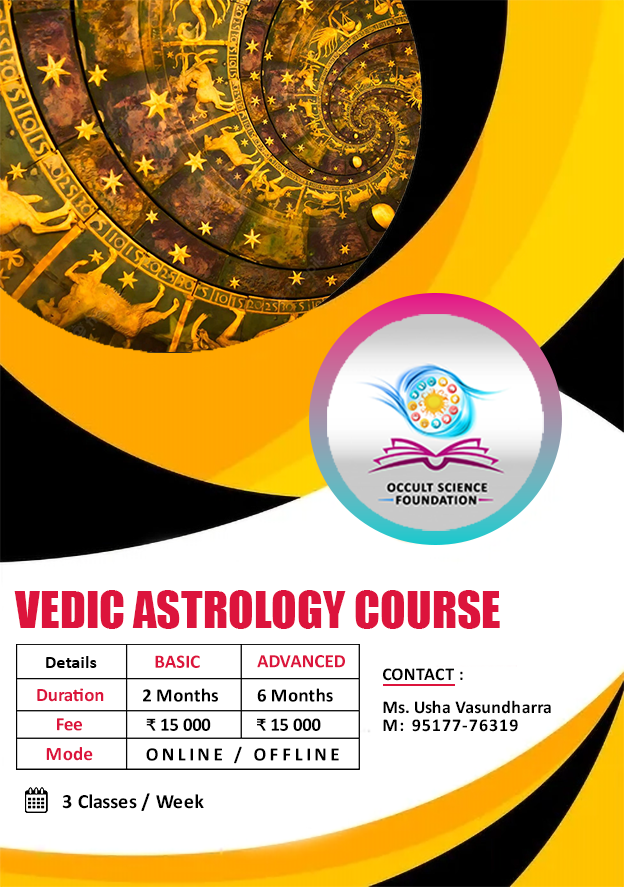 OCCULT SCIENCE
FOUNDATION
VEDIC ASTROLOGY COURSE
Details BASIC ADVANCED
Duration 2 Months 6 Months
Fee ₹ 15 000 ₹ 15 000
Mode ONLINE / OFFLINE
CONTACT :
Ms. Usha Vasundharra
M: 95177-76319
3 Classes / Week